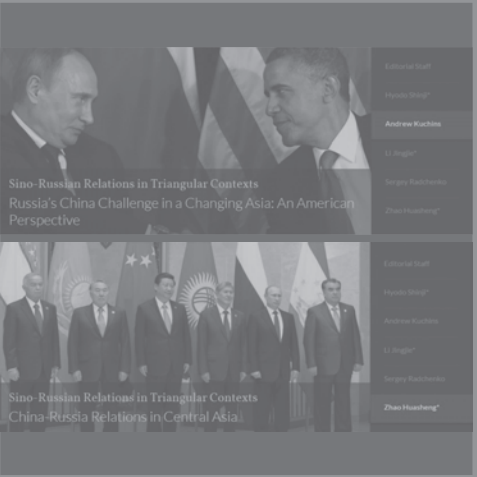 Editorial Staff
Hyodo Shinji*
Andrew Kuchins
Li Jingjie*
Sergey Radchenko
Zhao Huasheng*
Sino-Russian Relations in Triangular Contexts
Russia's China Challenge in a Changing Asia: An American
Perspective
Editorial Staff
Hyodo Shinji*
Andrew Kuchins
Li Jingjie*
Sergey Radchenko
Zhao Huasheng*
Sino-Russian Relations in Triangular Contexts
China-Russia Relations in Central Asia